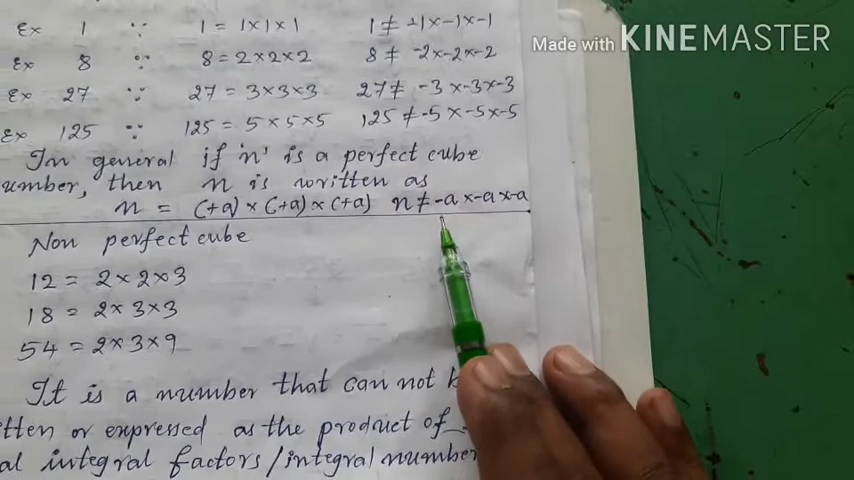 Ex 1 ∵ 1 = 1×1×1 1 ≠ -1×-1×-1
Made with KINEMASTER
Ex 8 ∵ 8 = 2×2×2 8 ≠ -2×-2×-2
Ex 27 ∵ 27 = 3×3×3 27 ≠ -3×-3×-3
Ex 125 ∵ 125 = 5×5×5 125 ≠ -5×-5×-5
In general if 'n' is a perfect cube
umber, then n is written as
n = (+a)×(+a)×(+a) n ≠ -a×-a×-a
Non perfect cube
12 = 2×2×3
18 = 2×3×3
54 = 2×3×9
It is a number that can not
tten or expressed as the product of
al integral factors/integral number